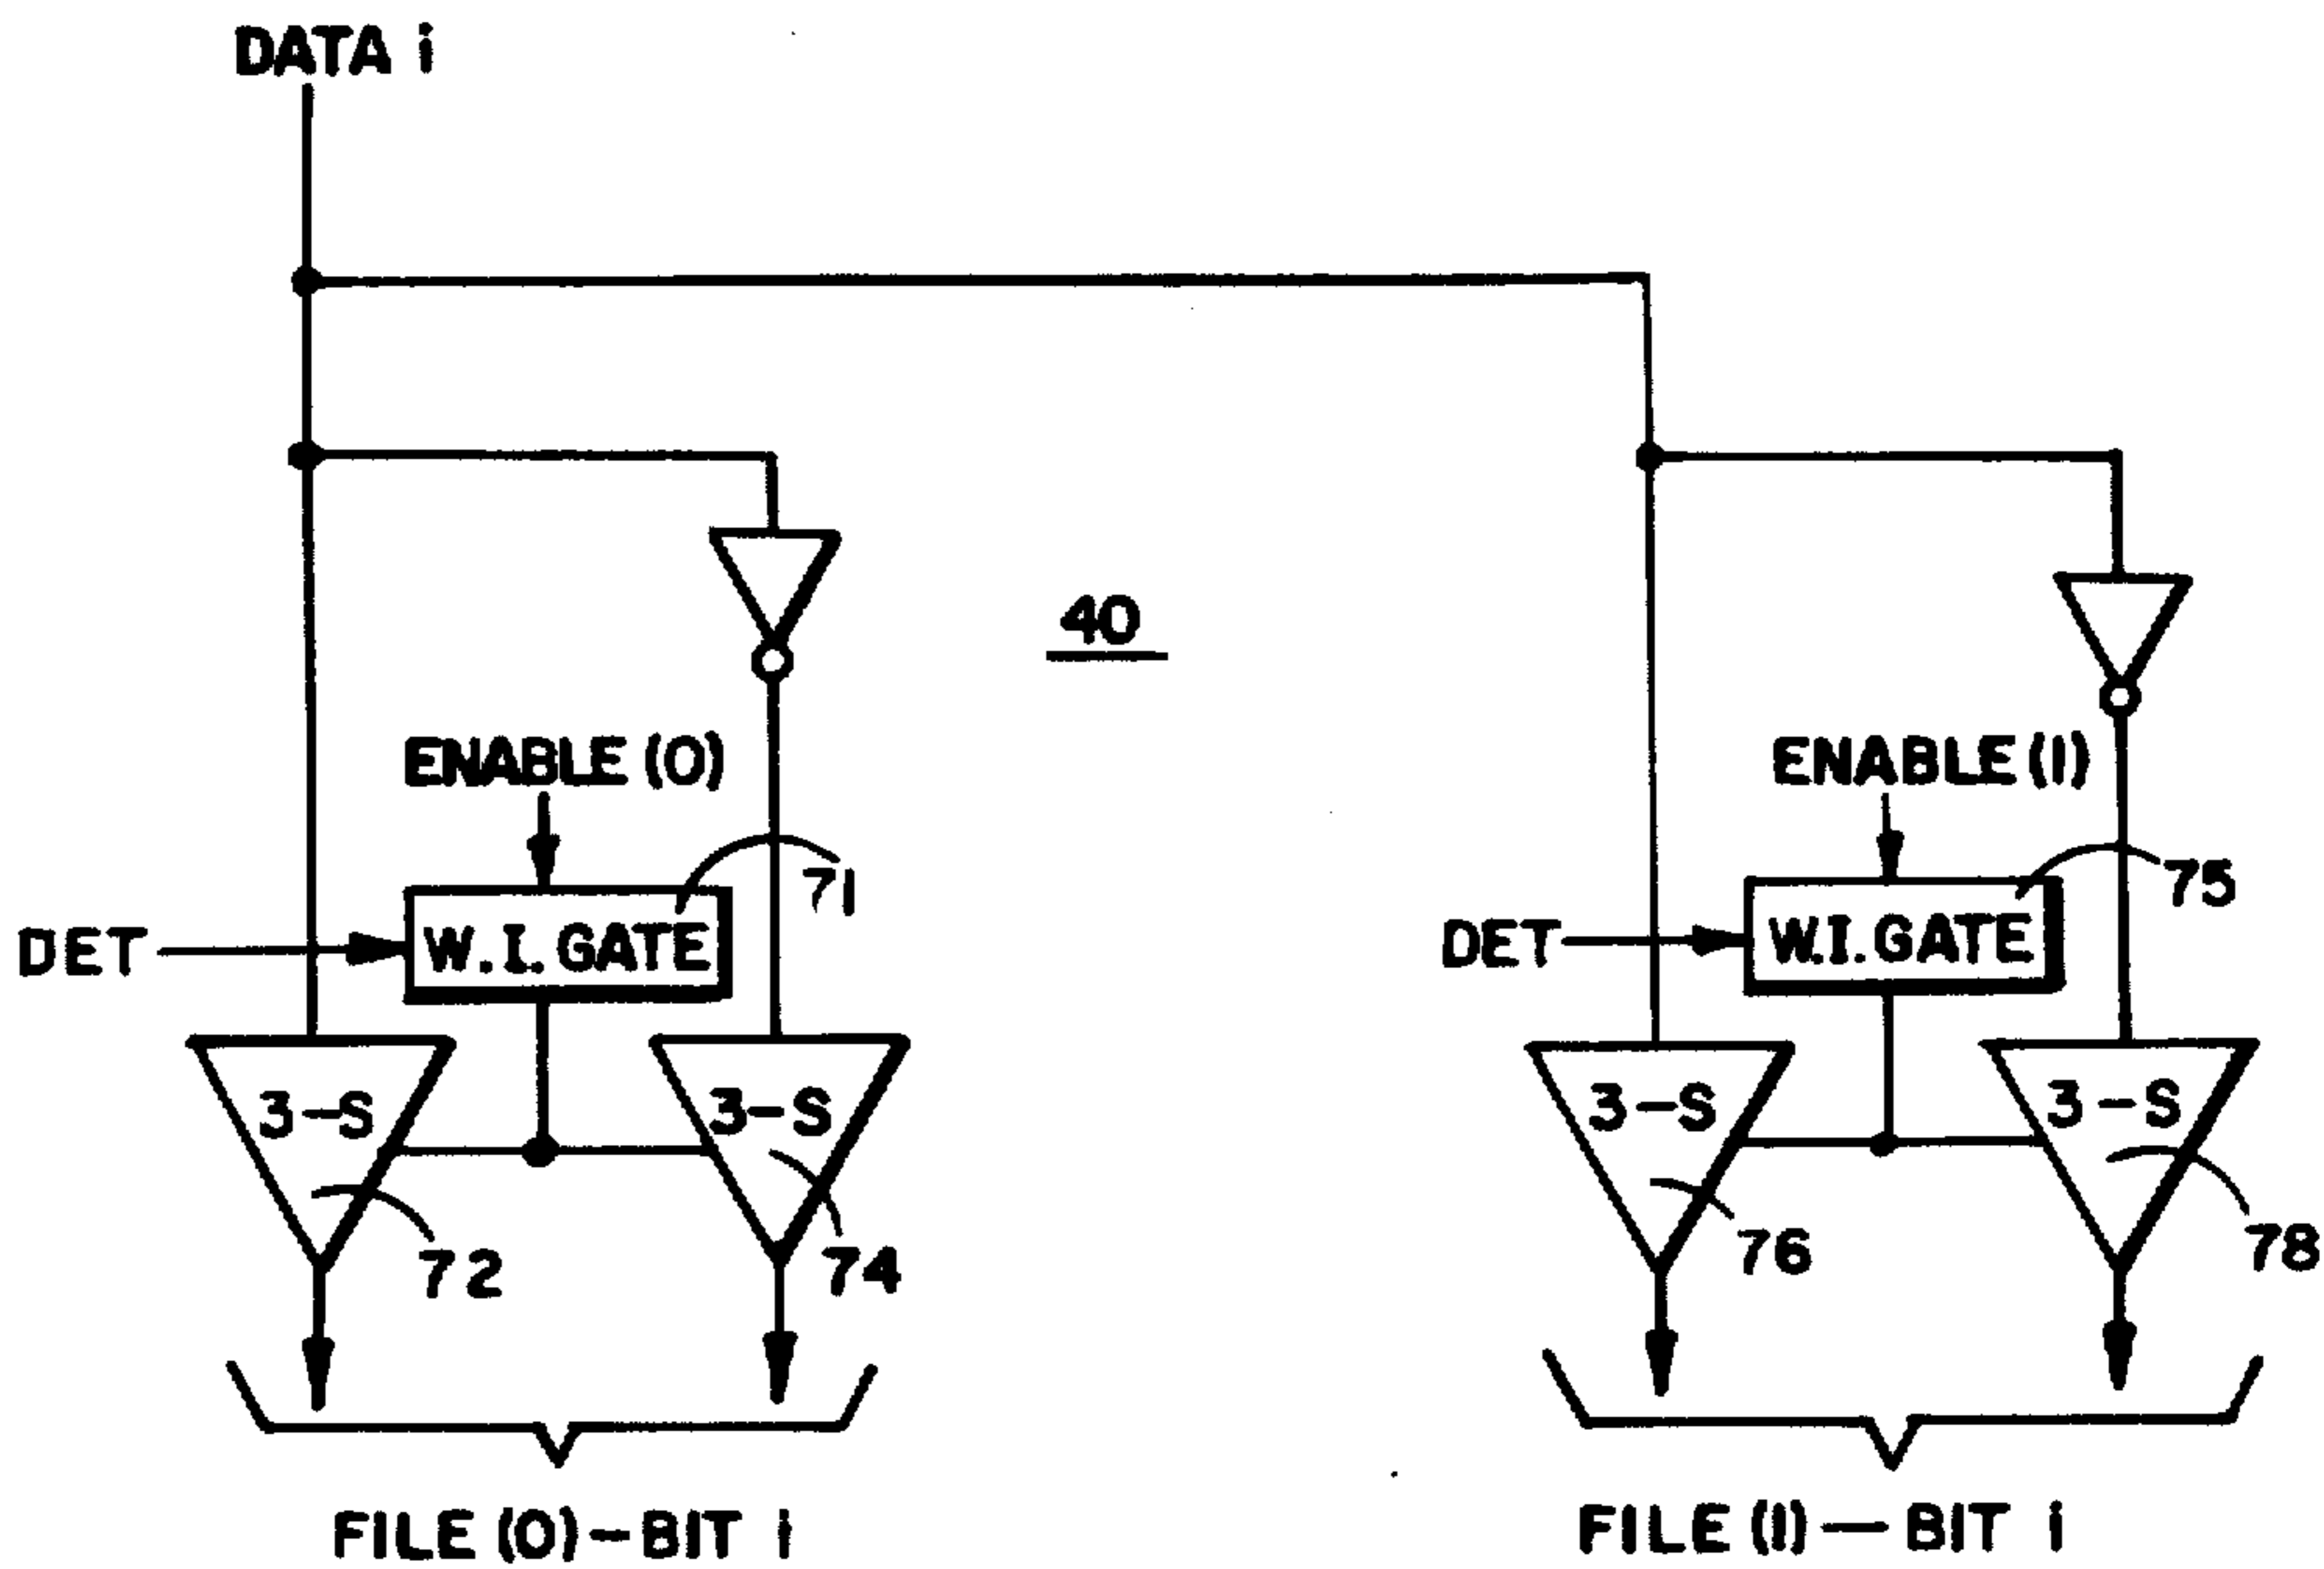 DATA i
40
ENABLE (0)
ENABLE (1)
71
75
DET
W.I.GATE
DET
W.I.GATE
3-S
3-S
3-S
3-S
72
74
76
78
FILE (0)-BIT i
FILE (1)-BIT i